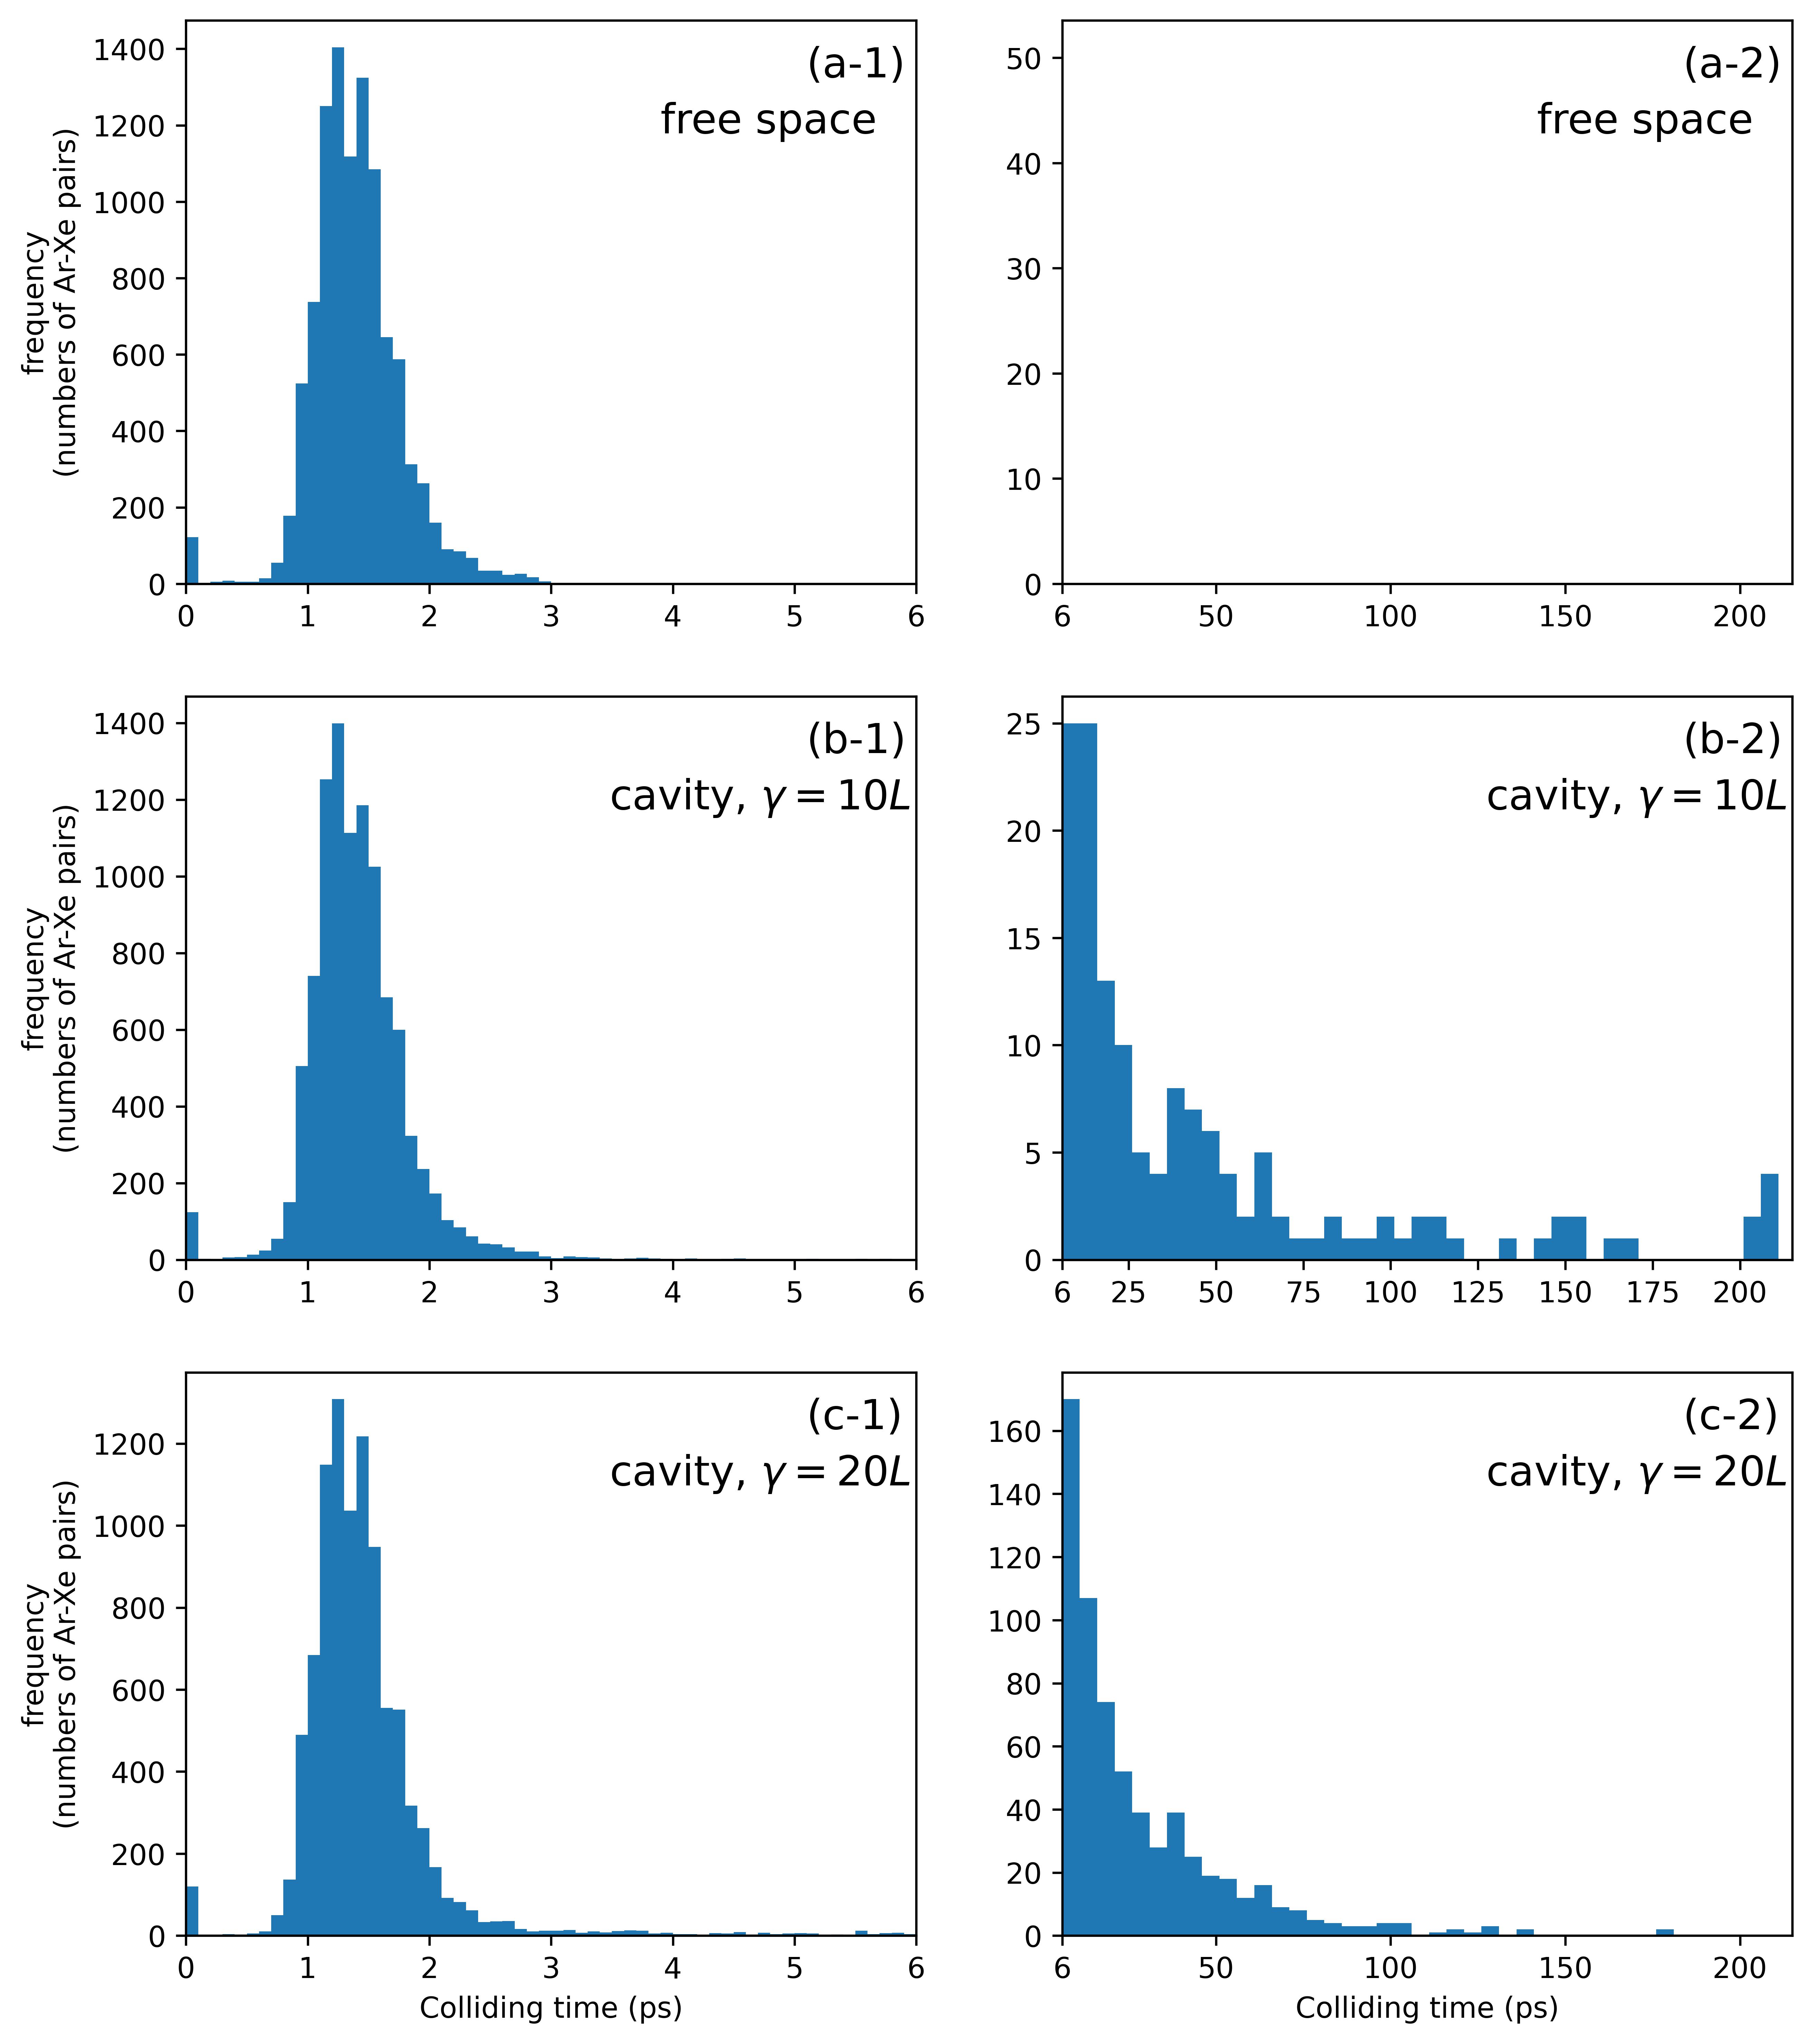 (a-1)
free space
frequency
(numbers of Ar-Xe pairs)
1400
1200
1000
800
600
400
200
0
0 1 2 3 4 5 6
(a-2)
free space
50
40
30
20
10
0
6 50 100 150 200
(b-1)
cavity, γ = 10L
frequency
(numbers of Ar-Xe pairs)
1400
1200
1000
800
600
400
200
0
0 1 2 3 4 5 6
(b-2)
cavity, γ = 10L
25
20
15
10
5
0
6 25 50 75 100 125 150 175 200
(c-1)
cavity, γ = 20L
frequency
(numbers of Ar-Xe pairs)
1200
1000
800
600
400
200
0
0 1 2 3 4 5 6
Colliding time (ps)
(c-2)
cavity, γ = 20L
160
140
120
100
80
60
40
20
0
6 50 100 150 200
Colliding time (ps)